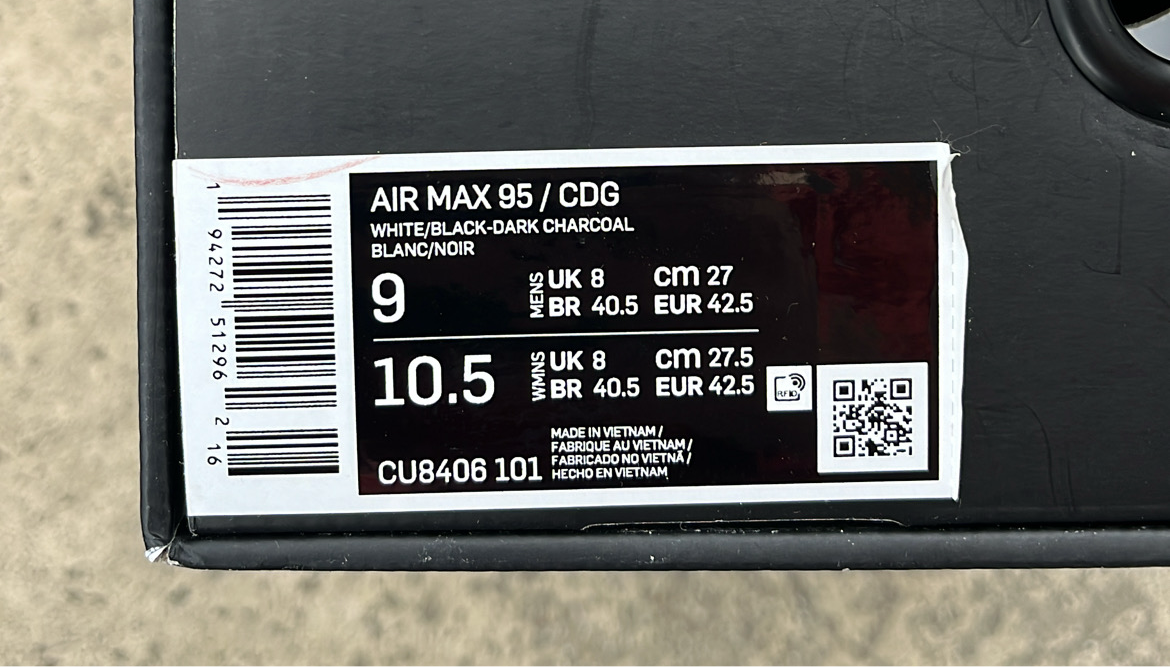 AIR MAX 95 / CDG
WHITE/BLACK-DARK CHARCOAL
BLANC/NOIR
9 MENS UK 8 cm 27
BR 40.5 EUR 42.5
10.5 WMNS UK 8 cm 27.5
BR 40.5 EUR 42.5
RFID
MADE IN VIETNAM /
FABRIQUE AU VIETNAM /
FABRICADO NO VIETNÃ /
HECHO EN VIETNAM
CU8406 101
1 94272 51296 2 16